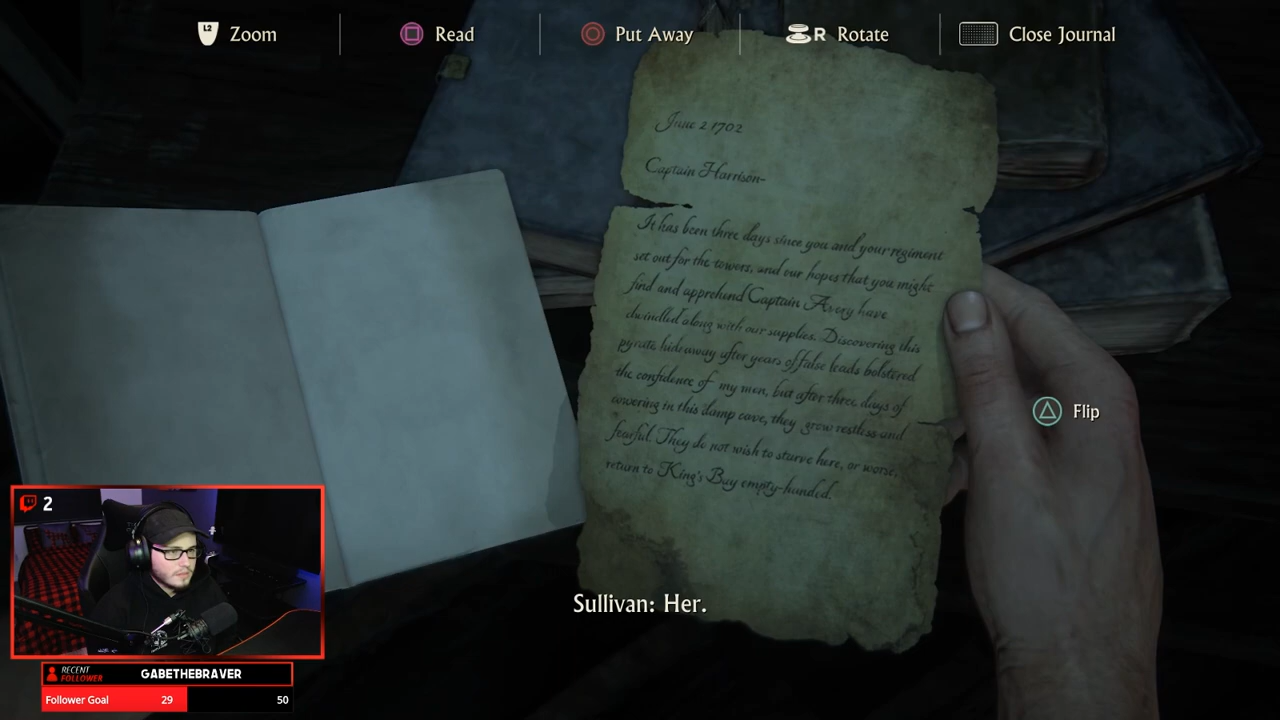 L2 Zoom
Read
Put Away
R Rotate
Close Journal
June 2 1702
Captain Harrison-
It has been three days since you and your regiment
set out for the towers, and our hopes that you might
find and apprehend Captain Avery have
dwindled along with our supplies. Discovering this
pyrate hideaway after years of false leads bolstered
the confidence of my men, but after three days of
cowering in this damp cave, they grow restless and
fearful. They do not wish to starve here, or worse,
return to King's Bay empty-handed.
Flip
Sullivan: Her.
2
RECENT
FOLLOWER
GABETHEBRAVER
Follower Goal 29 50